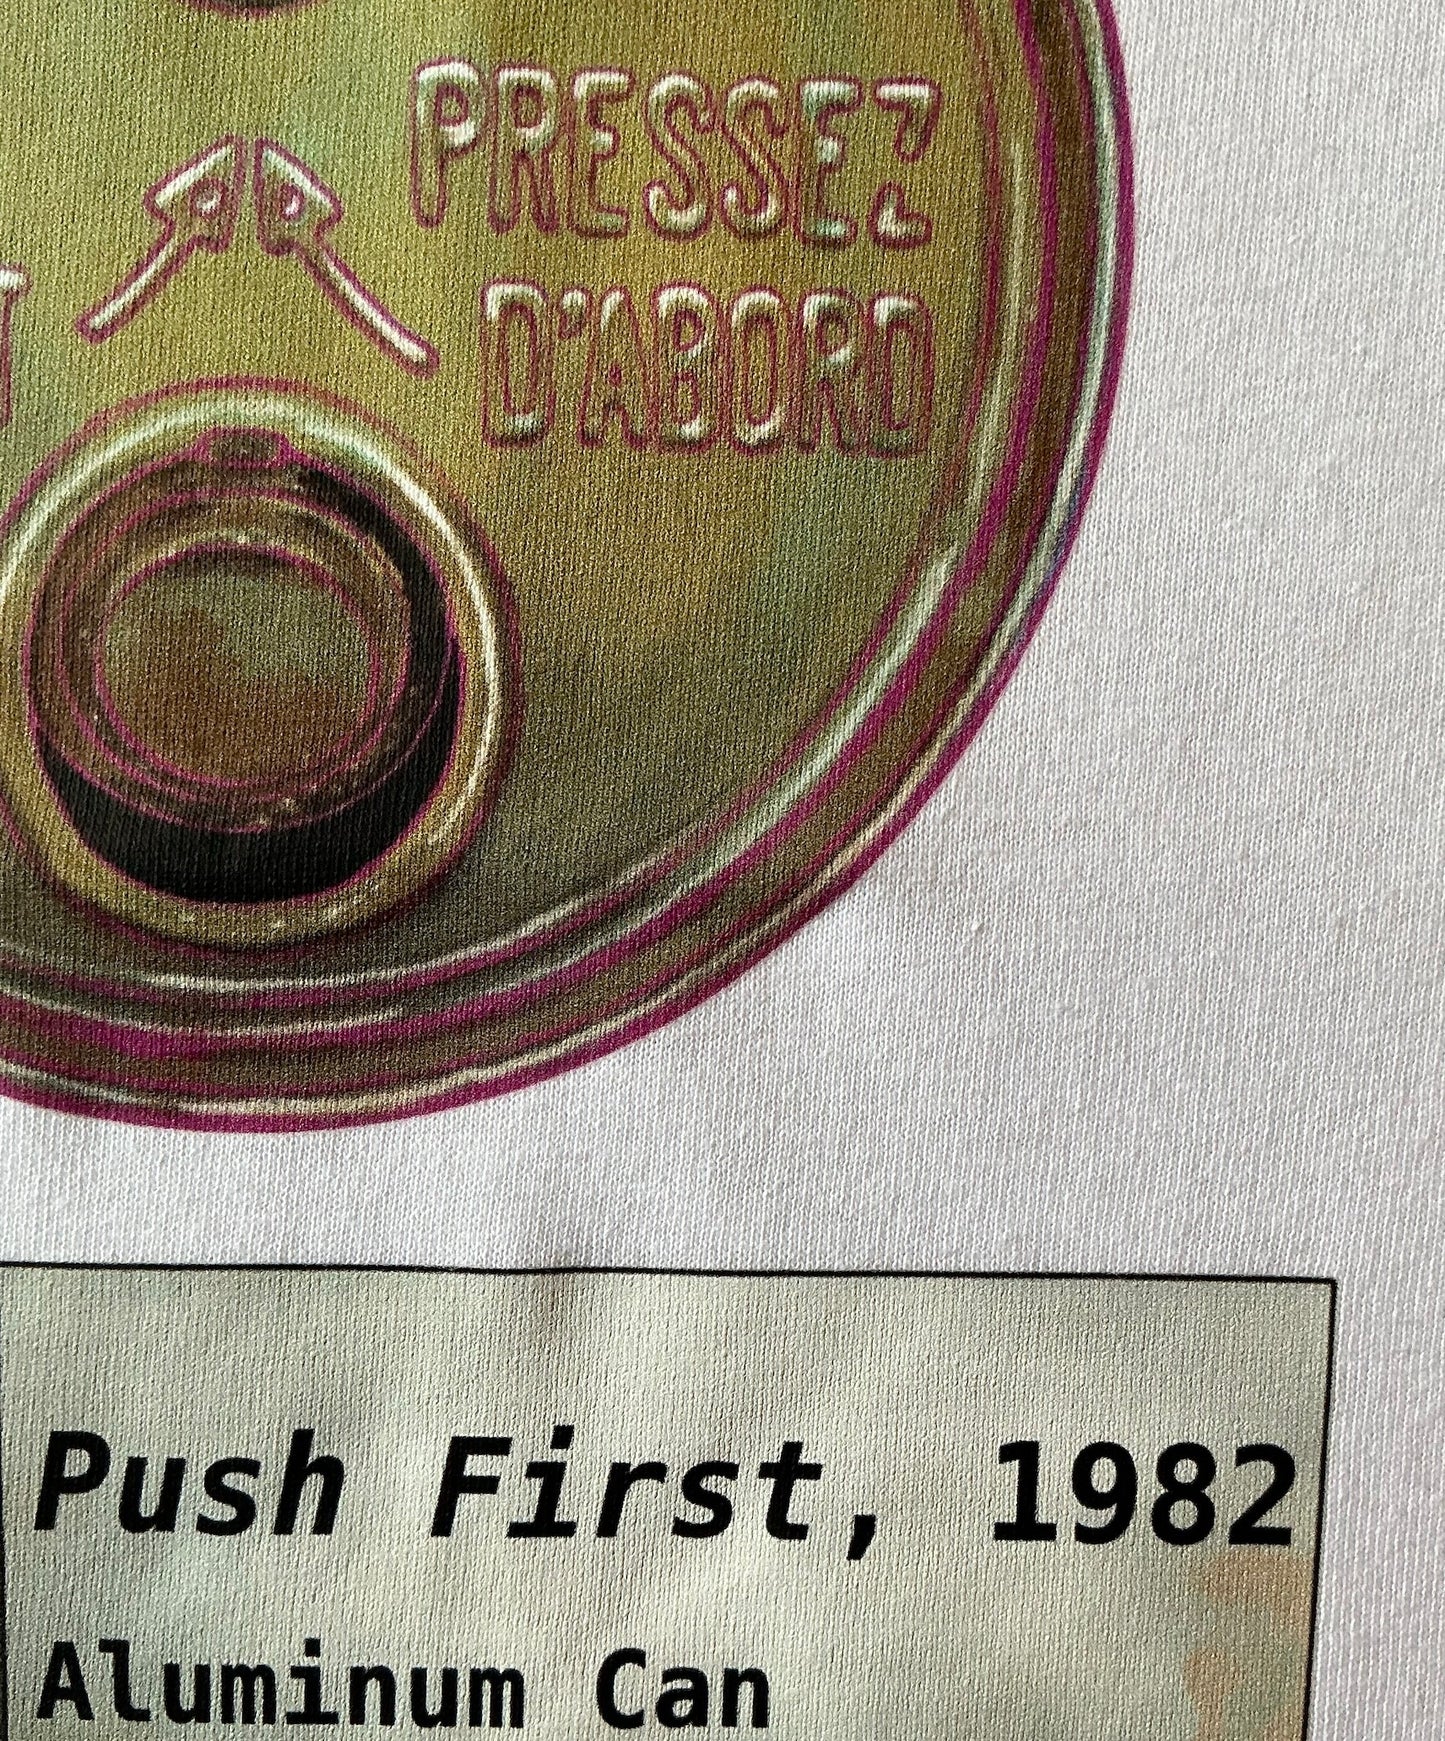 PRESSEZ
D'ABORD
Push First, 1982
Aluminum Can